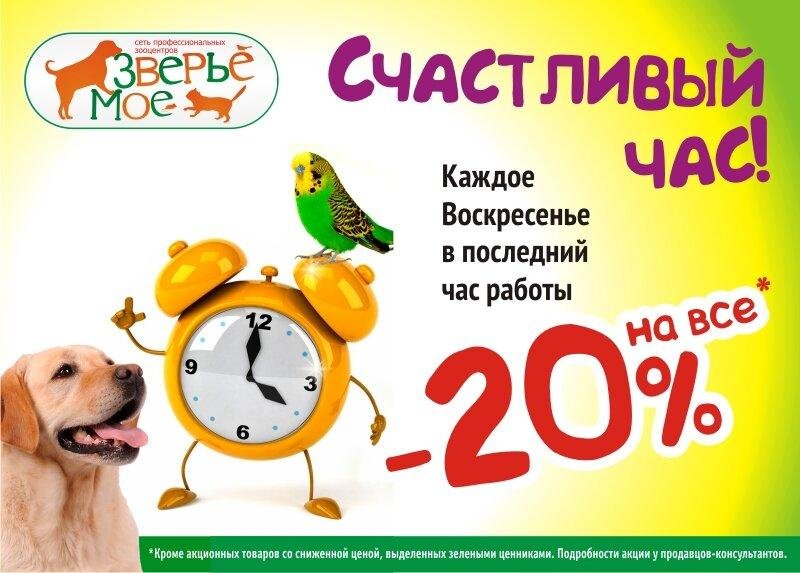 сеть профессиональных
зооцентров
Зверьё
Мое
Счастливый
час!
Каждое
Воскресенье
в последний
час работы
на все*
-20%
12
9
3
6
*Кроме акционных товаров со сниженной ценой, выделенных зелеными ценниками. Подробности акции у продавцов-консультантов.